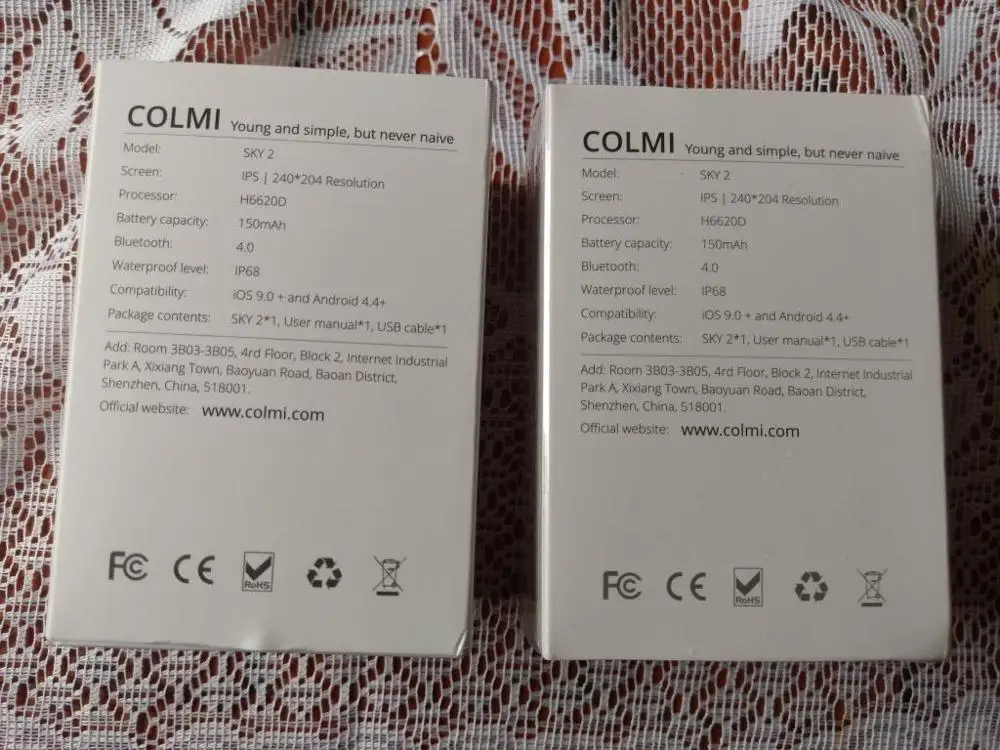 COLMI Young and simple, but never naive
Model: SKY 2
Screen: IPS | 240*204 Resolution
Processor: H6620D
Battery capacity: 150mAh
Bluetooth: 4.0
Waterproof level: IP68
Compatibility: iOS 9.0 + and Android 4.4+
Package contents: SKY 2*1, User manual*1, USB cable*1
Add: Room 3B03-3B05, 4rd Floor, Block 2, Internet Industrial
Park A, Xixiang Town, Baoyuan Road, Baoan District,
Shenzhen, China, 518001.
Official website: www.colmi.com
FC CE RoHS
COLMI Young and simple, but never naive
Model: SKY 2
Screen: IPS | 240*204 Resolution
Processor: H6620D
Battery capacity: 150mAh
Bluetooth: 4.0
Waterproof level: IP68
Compatibility: iOS 9.0 + and Android 4.4+
Package contents: SKY 2*1, User manual*1, USB cable*1
Add: Room 3B03-3B05, 4rd Floor, Block 2, Internet Industrial
Park A, Xixiang Town, Baoyuan Road, Baoan District,
Shenzhen, China, 518001.
Official website: www.colmi.com
FC CE RoHS